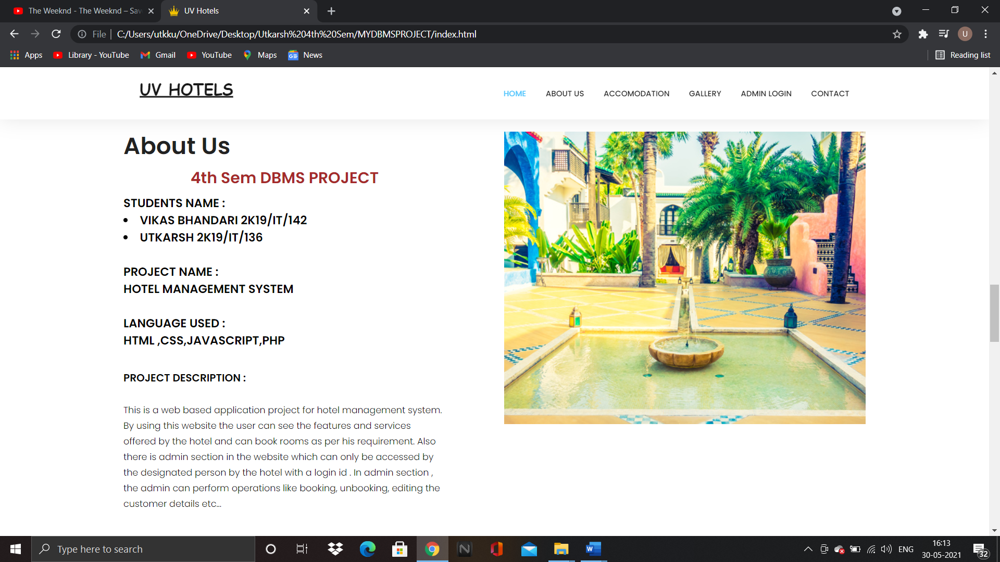 The Weeknd - The Weeknd – Sav
UV Hotels
File
C:/Users/utkku/OneDrive/Desktop/Utkarsh%204th%20Sem/MYDBMSPROJECT/index.html
U
Apps
Library - YouTube
Gmail
YouTube
Maps
News
Reading list
UV HOTELS
HOME
ABOUT US
ACCOMODATION
GALLERY
ADMIN LOGIN
CONTACT
About Us
4th Sem DBMS PROJECT
STUDENTS NAME :
VIKAS BHANDARI 2K19/IT/142
UTKARSH 2K19/IT/136
PROJECT NAME :
HOTEL MANAGEMENT SYSTEM
LANGUAGE USED :
HTML ,CSS,JAVASCRIPT,PHP
PROJECT DESCRIPTION :
This is a web based application project for hotel management system.
By using this website the user can see the features and services
offered by the hotel and can book rooms as per his requirement. Also
there is admin section in the website which can only be accessed by
the designated person by the hotel with a login id . In admin section ,
the admin can perform operations like booking, unbooking, editing the
customer details etc...
Type here to search
ENG
16:13
30-05-2021
32